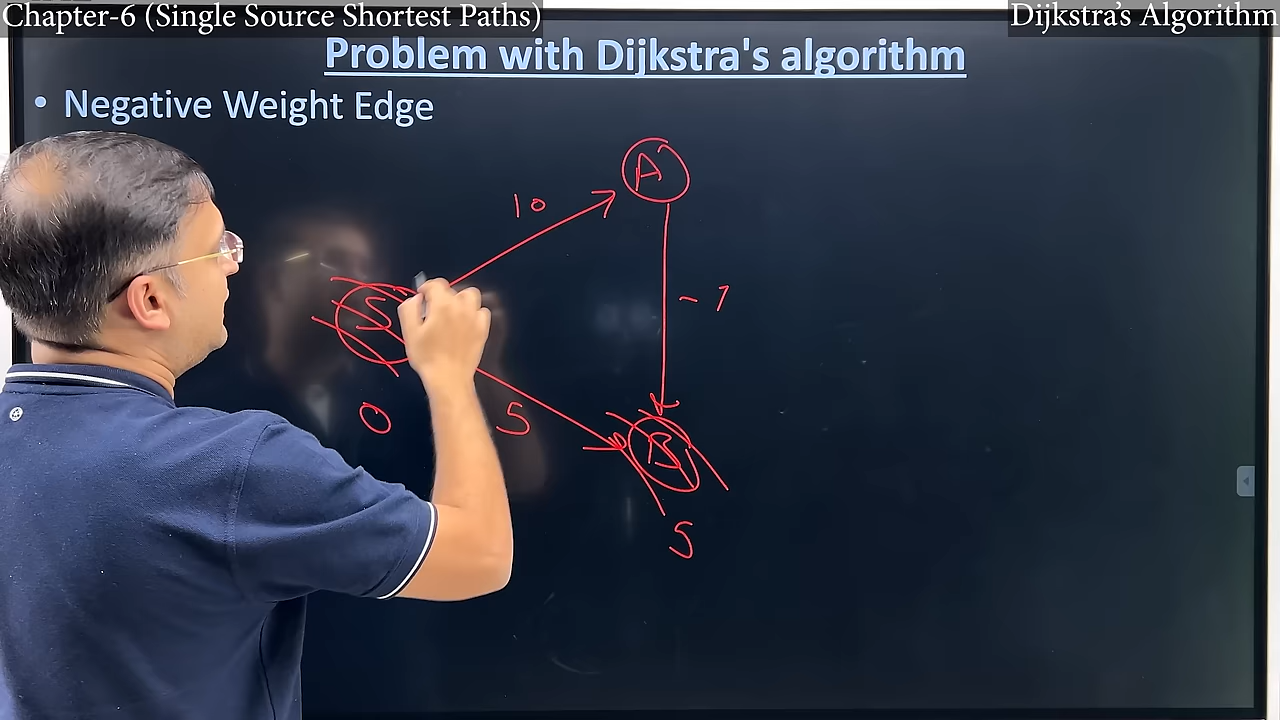 Chapter-6 (Single Source Shortest Paths)
Dijkstra's Algorithm
Problem with Dijkstra's algorithm
• Negative Weight Edge
A
10
S
0
5
B
5